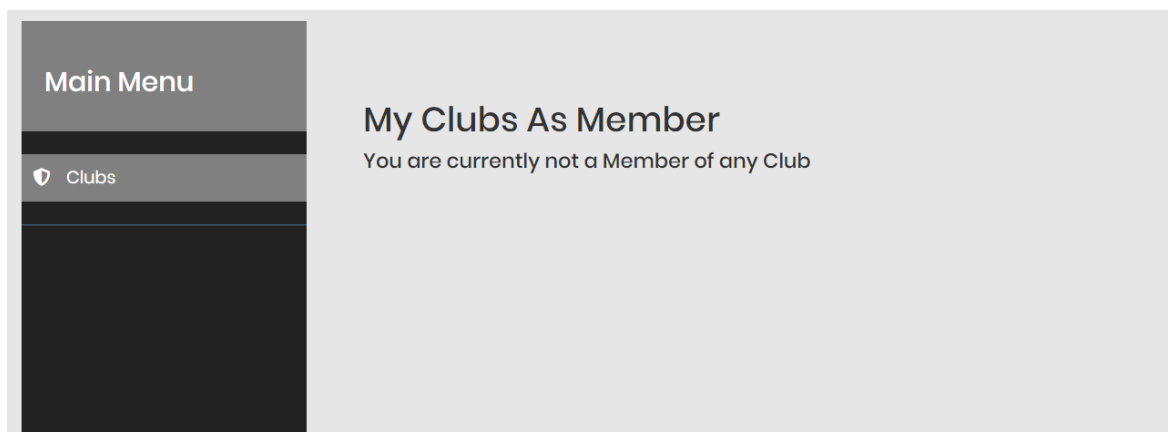 Main Menu
Clubs
My Clubs As Member
You are currently not a Member of any Club